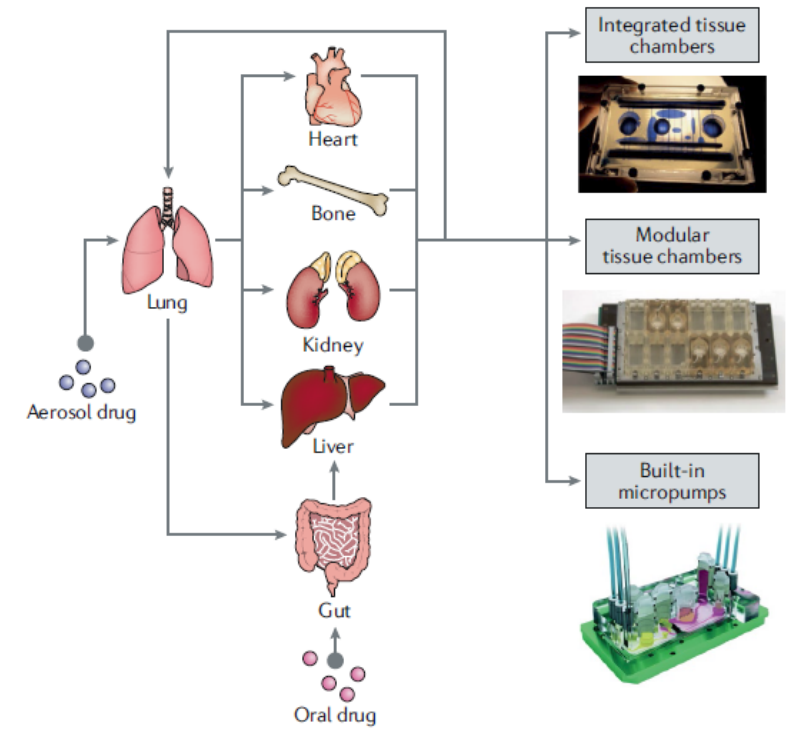 Integrated tissue
chambers
Heart
Bone
Modular
tissue chambers
Lung
Kidney
Aerosol drug
Liver
Built-in
micropumps
Gut
Oral drug